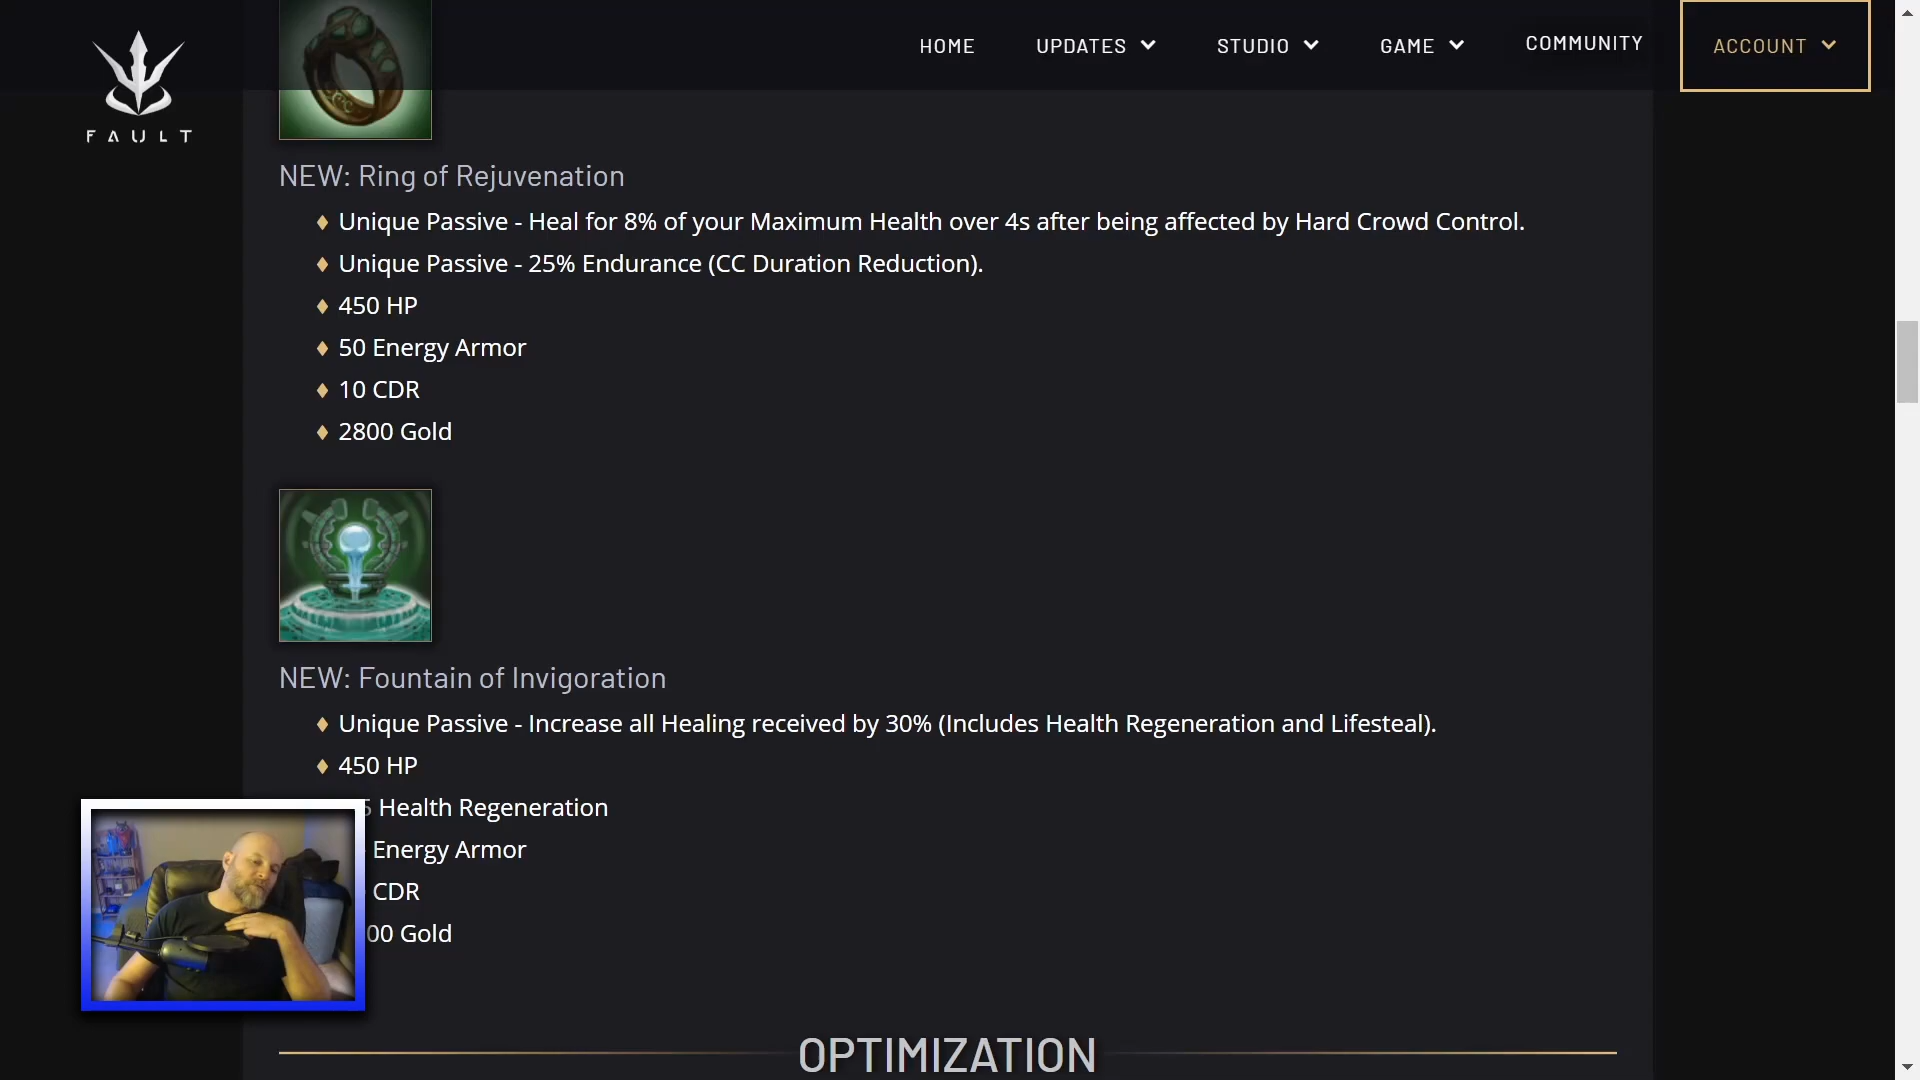 HOME
UPDATES
STUDIO
GAME
COMMUNITY
ACCOUNT
FAULT
NEW: Ring of Rejuvenation
Unique Passive - Heal for 8% of your Maximum Health over 4s after being affected by Hard Crowd Control.
Unique Passive - 25% Endurance (CC Duration Reduction).
450 HP
50 Energy Armor
10 CDR
2800 Gold
NEW: Fountain of Invigoration
Unique Passive - Increase all Healing received by 30% (Includes Health Regeneration and Lifesteal).
450 HP
Health Regeneration
Energy Armor
CDR
00 Gold
OPTIMIZATION